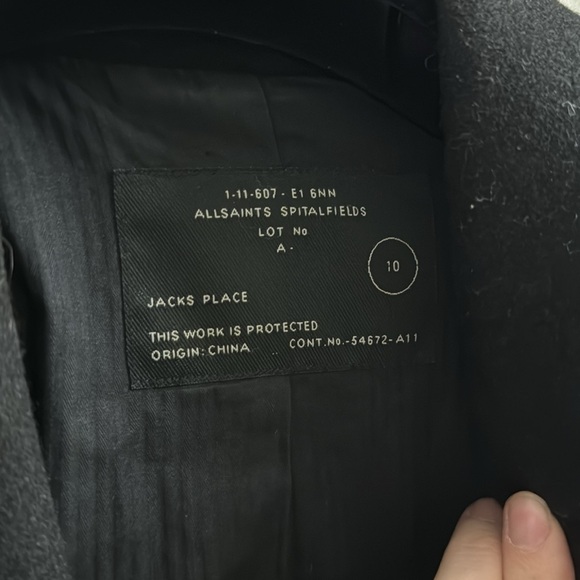 1-11-607 - E1 6NN
ALLSAINTS SPITALFIELDS
LOT No
A -
10
JACKS PLACE
THIS WORK IS PROTECTED
ORIGIN: CHINA CONT.No.-54672-A11